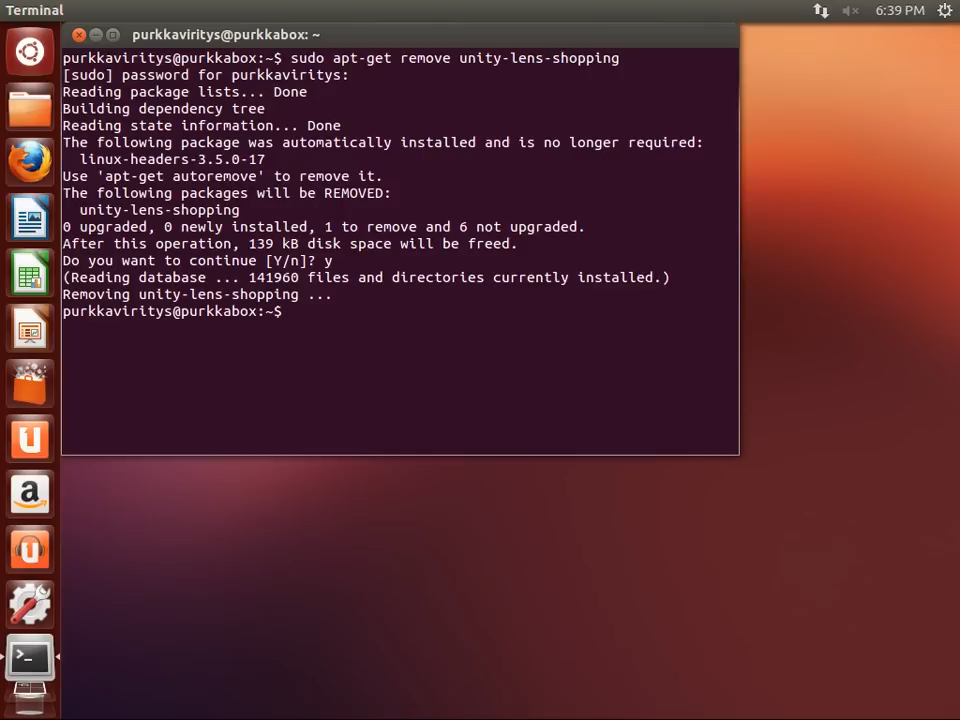 Terminal
6:39 PM
purkkaviritys@purkkabox: ~
purkkaviritys@purkkabox:~$ sudo apt-get remove unity-lens-shopping
[sudo] password for purkkaviritys:
Reading package lists... Done
Building dependency tree
Reading state information... Done
The following package was automatically installed and is no longer required:
  linux-headers-3.5.0-17
Use 'apt-get autoremove' to remove it.
The following packages will be REMOVED:
  unity-lens-shopping
0 upgraded, 0 newly installed, 1 to remove and 6 not upgraded.
After this operation, 139 kB disk space will be freed.
Do you want to continue [Y/n]? y
(Reading database ... 141960 files and directories currently installed.)
Removing unity-lens-shopping ...
purkkaviritys@purkkabox:~$
u
a
u
>_